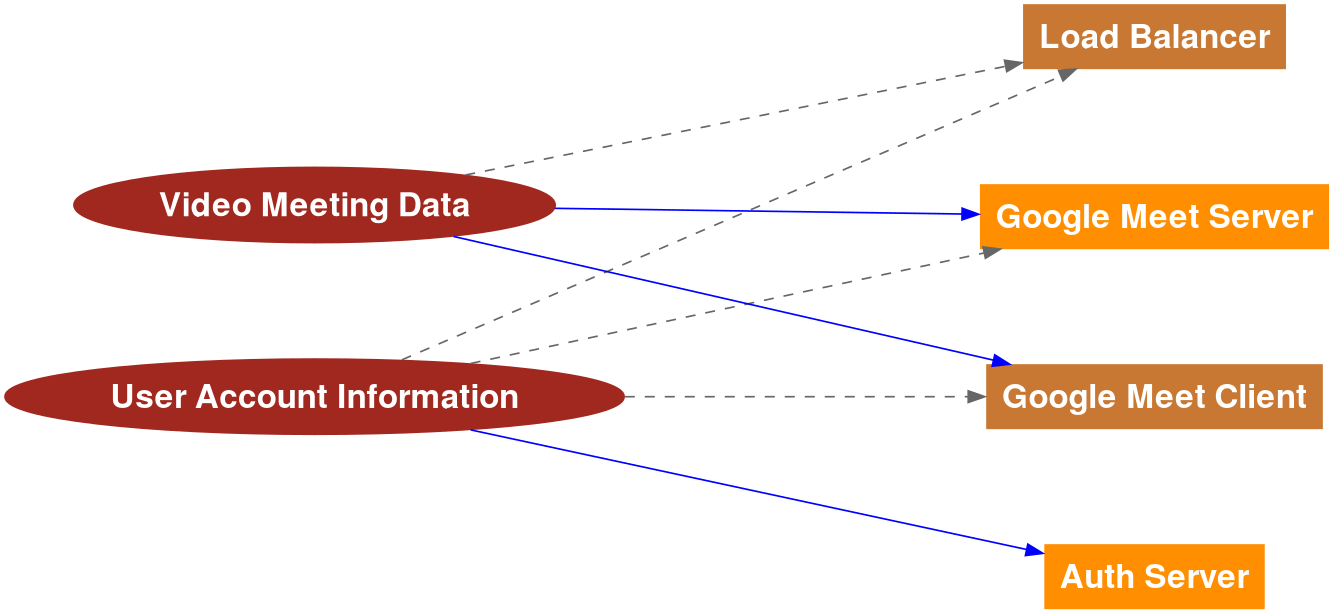 Load Balancer
Video Meeting Data
Google Meet Server
User Account Information
Google Meet Client
Auth Server